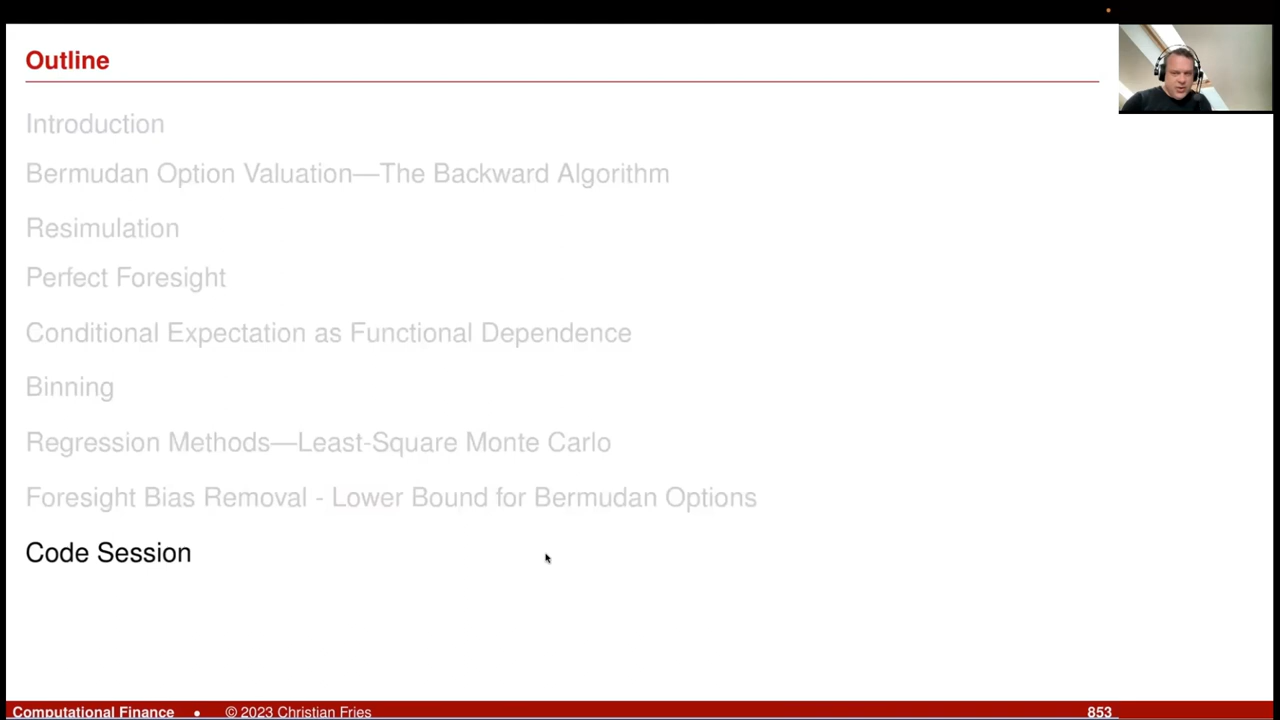 Outline
Introduction
Bermudan Option Valuation—The Backward Algorithm
Resimulation
Perfect Foresight
Conditional Expectation as Functional Dependence
Binning
Regression Methods—Least-Square Monte Carlo
Foresight Bias Removal - Lower Bound for Bermudan Options
Code Session
Computational Finance • © 2023 Christian Fries 853